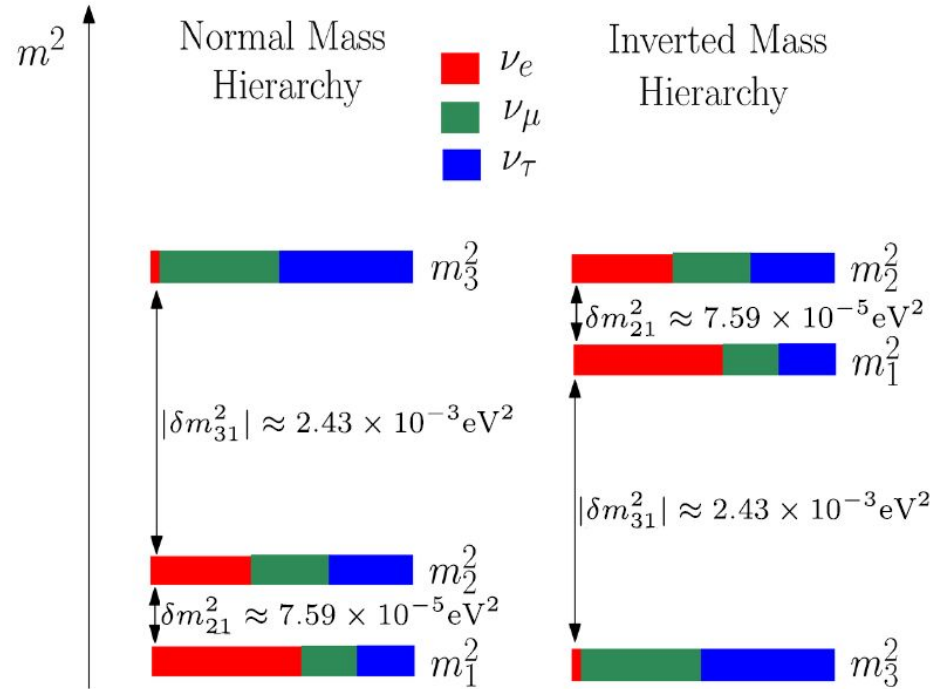 m²
Normal Mass
Hierarchy
νₑ
ν_μ
ν_τ
Inverted Mass
Hierarchy
m₃²
|δm₃₁²| ≈ 2.43 × 10⁻³eV²
m₂²
δm₂₁² ≈ 7.59 × 10⁻⁵eV²
m₁²
m₂²
δm₂₁² ≈ 7.59 × 10⁻⁵eV²
m₁²
|δm₃₁²| ≈ 2.43 × 10⁻³eV²
m₃²